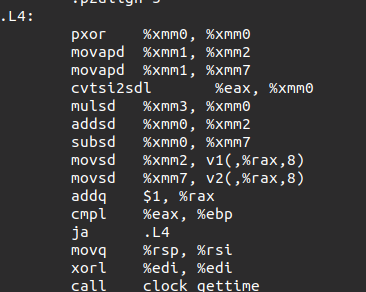 .L4:
pxor %xmm0, %xmm0
movapd %xmm1, %xmm2
movapd %xmm1, %xmm7
cvtsi2sdl %eax, %xmm0
mulsd %xmm3, %xmm0
addsd %xmm0, %xmm2
subsd %xmm0, %xmm7
movsd %xmm2, v1(,%rax,8)
movsd %xmm7, v2(,%rax,8)
addq $1, %rax
cmpl %eax, %ebp
ja .L4
movq %rsp, %rsi
xorl %edi, %edi
call clock_gettime